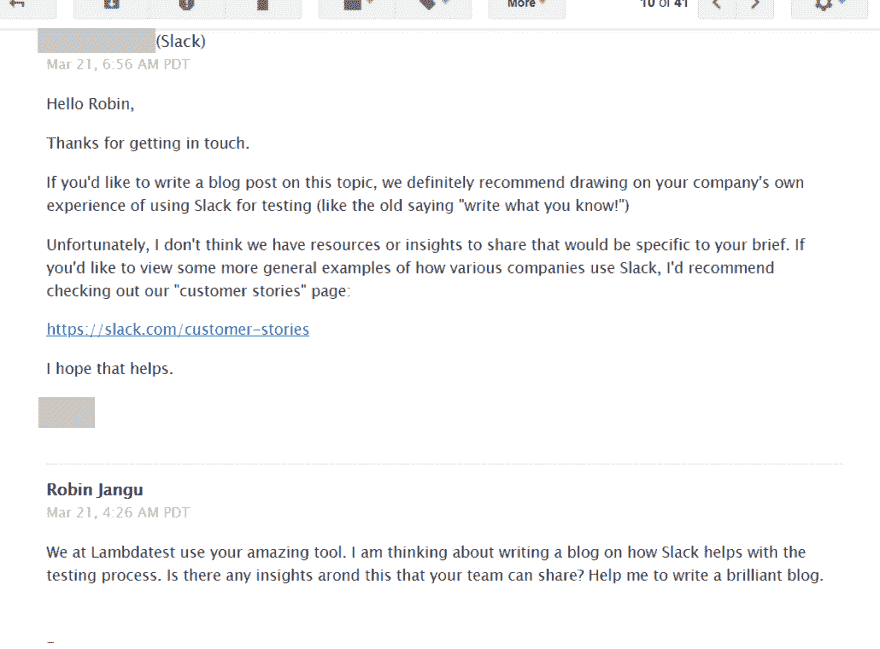 More
10 of 41
(Slack)
Mar 21, 6:56 AM PDT
Hello Robin,
Thanks for getting in touch.
If you'd like to write a blog post on this topic, we definitely recommend drawing on your company's own
experience of using Slack for testing (like the old saying "write what you know!")
Unfortunately, I don't think we have resources or insights to share that would be specific to your brief. If
you'd like to view some more general examples of how various companies use Slack, I'd recommend
checking out our "customer stories" page:
https://slack.com/customer-stories
I hope that helps.
Robin Jangu
Mar 21, 4:26 AM PDT
We at Lambdatest use your amazing tool. I am thinking about writing a blog on how Slack helps with the
testing process. Is there any insights arond this that your team can share? Help me to write a brilliant blog.